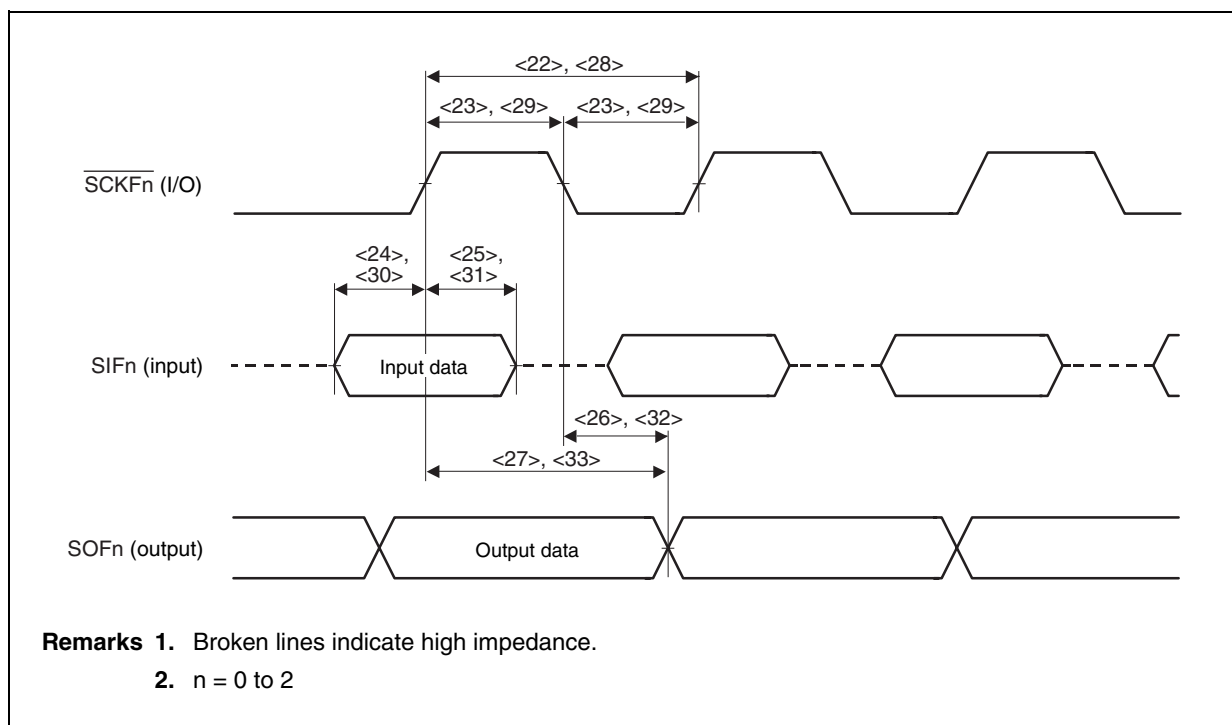 <22>, <28>
<23>, <29> <23>, <29>
SCKFn (I/O)
<24>, <30>
<25>, <31>
SIFn (input)
Input data
<26>, <32>
<27>, <33>
SOFn (output)
Output data
Remarks 1. Broken lines indicate high impedance.
2. n = 0 to 2